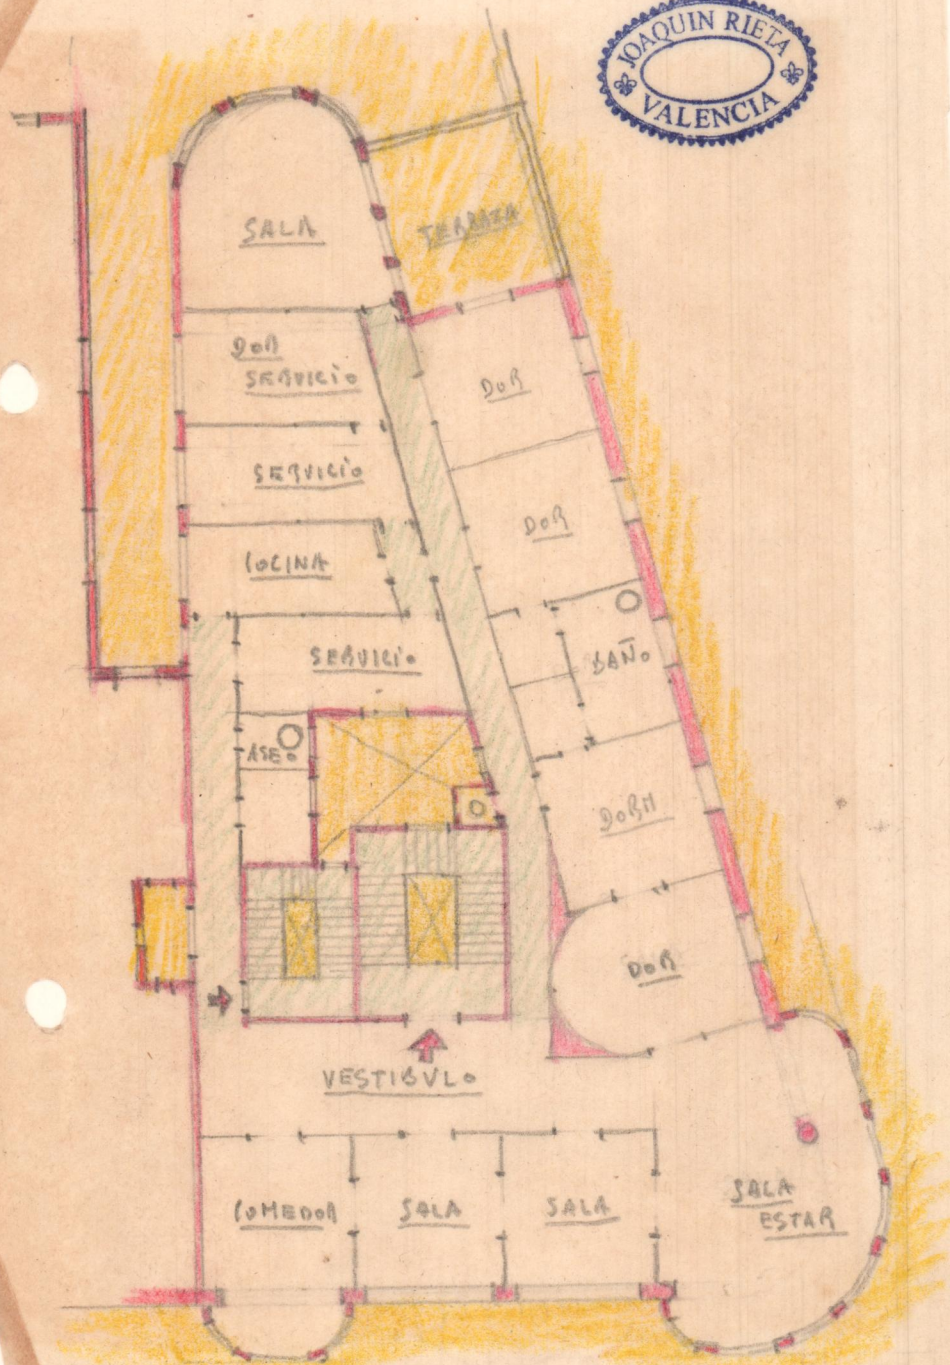 JOAQUIN RIETA
VALENCIA
SALA
TERRAZA
DOR
SERVICIO
DOR
SERVICIO
DOR
COCINA
SERVICIO
BAÑO
ASEO
DORM
DOR
VESTIBULO
COMEDOR
SALA
SALA
SALA
ESTAR